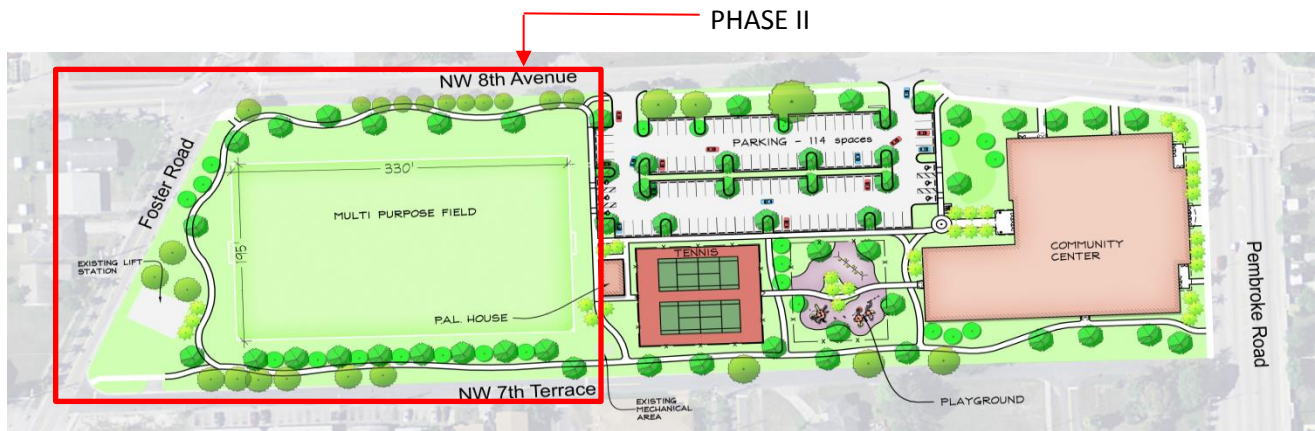 PHASE II
NW 8th Avenue
PARKING - 114 spaces
330'
Foster Road
MULTI PURPOSE FIELD
195'
EXISTING LIFT
STATION
TENNIS
COMMUNITY
CENTER
Pembroke Road
P.A.L. HOUSE
NW 7th Terrace
PLAYGROUND
EXISTING
MECHANICAL
AREA